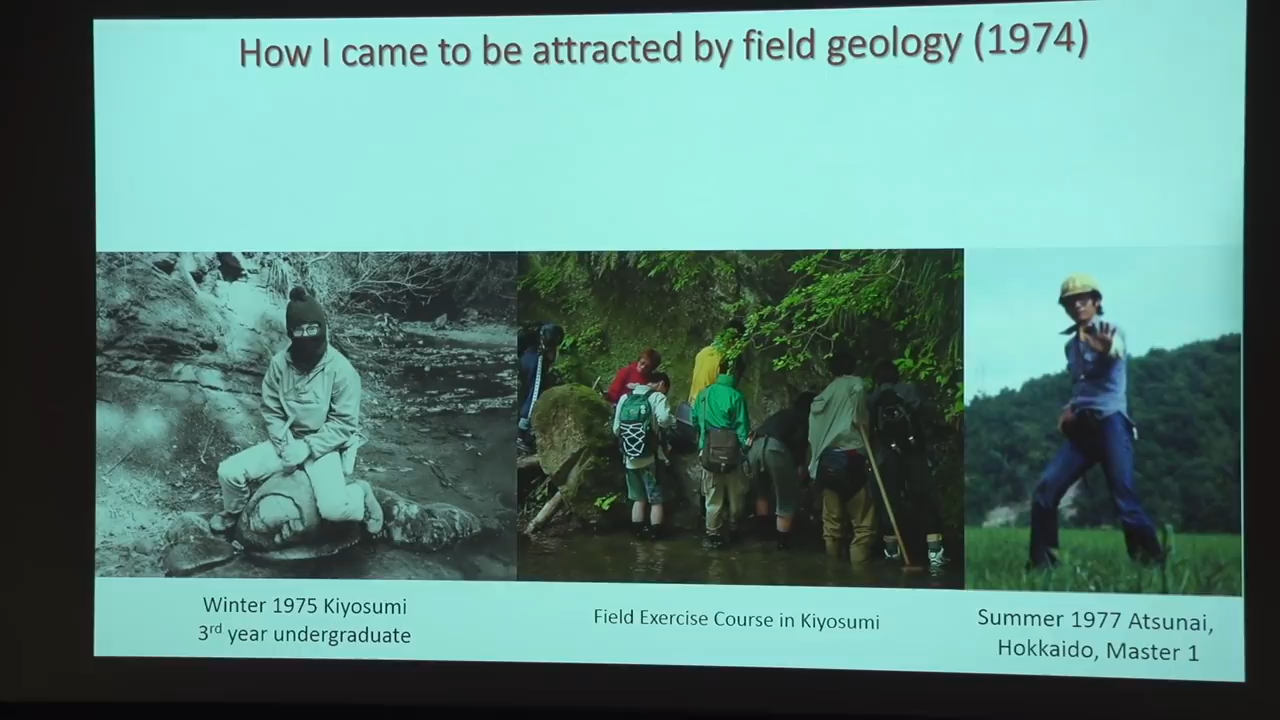 How I came to be attracted by field geology (1974)
Winter 1975 Kiyosumi
3rd year undergraduate
Field Exercise Course in Kiyosumi
Summer 1977 Atsunai,
Hokkaido, Master 1